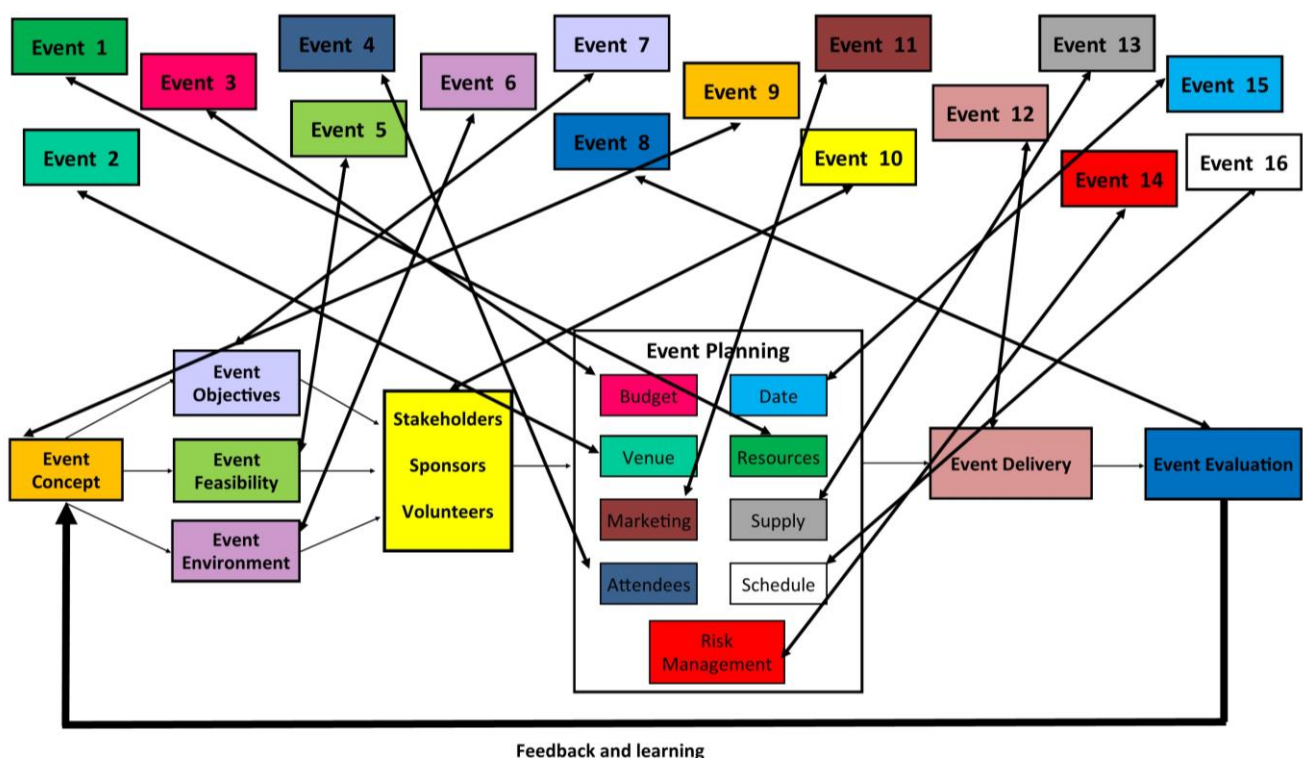 Event 1
Event 2
Event 3
Event 4
Event 5
Event 6
Event 7
Event 8
Event 9
Event 10
Event 11
Event 12
Event 13
Event 14
Event 15
Event 16
Event
Concept
Event
Objectives
Event
Feasibility
Event
Environment
Stakeholders
Sponsors
Volunteers
Event Planning
Budget
Date
Venue
Resources
Marketing
Supply
Attendees
Schedule
Risk
Management
Event Delivery
Event Evaluation
Feedback and learning